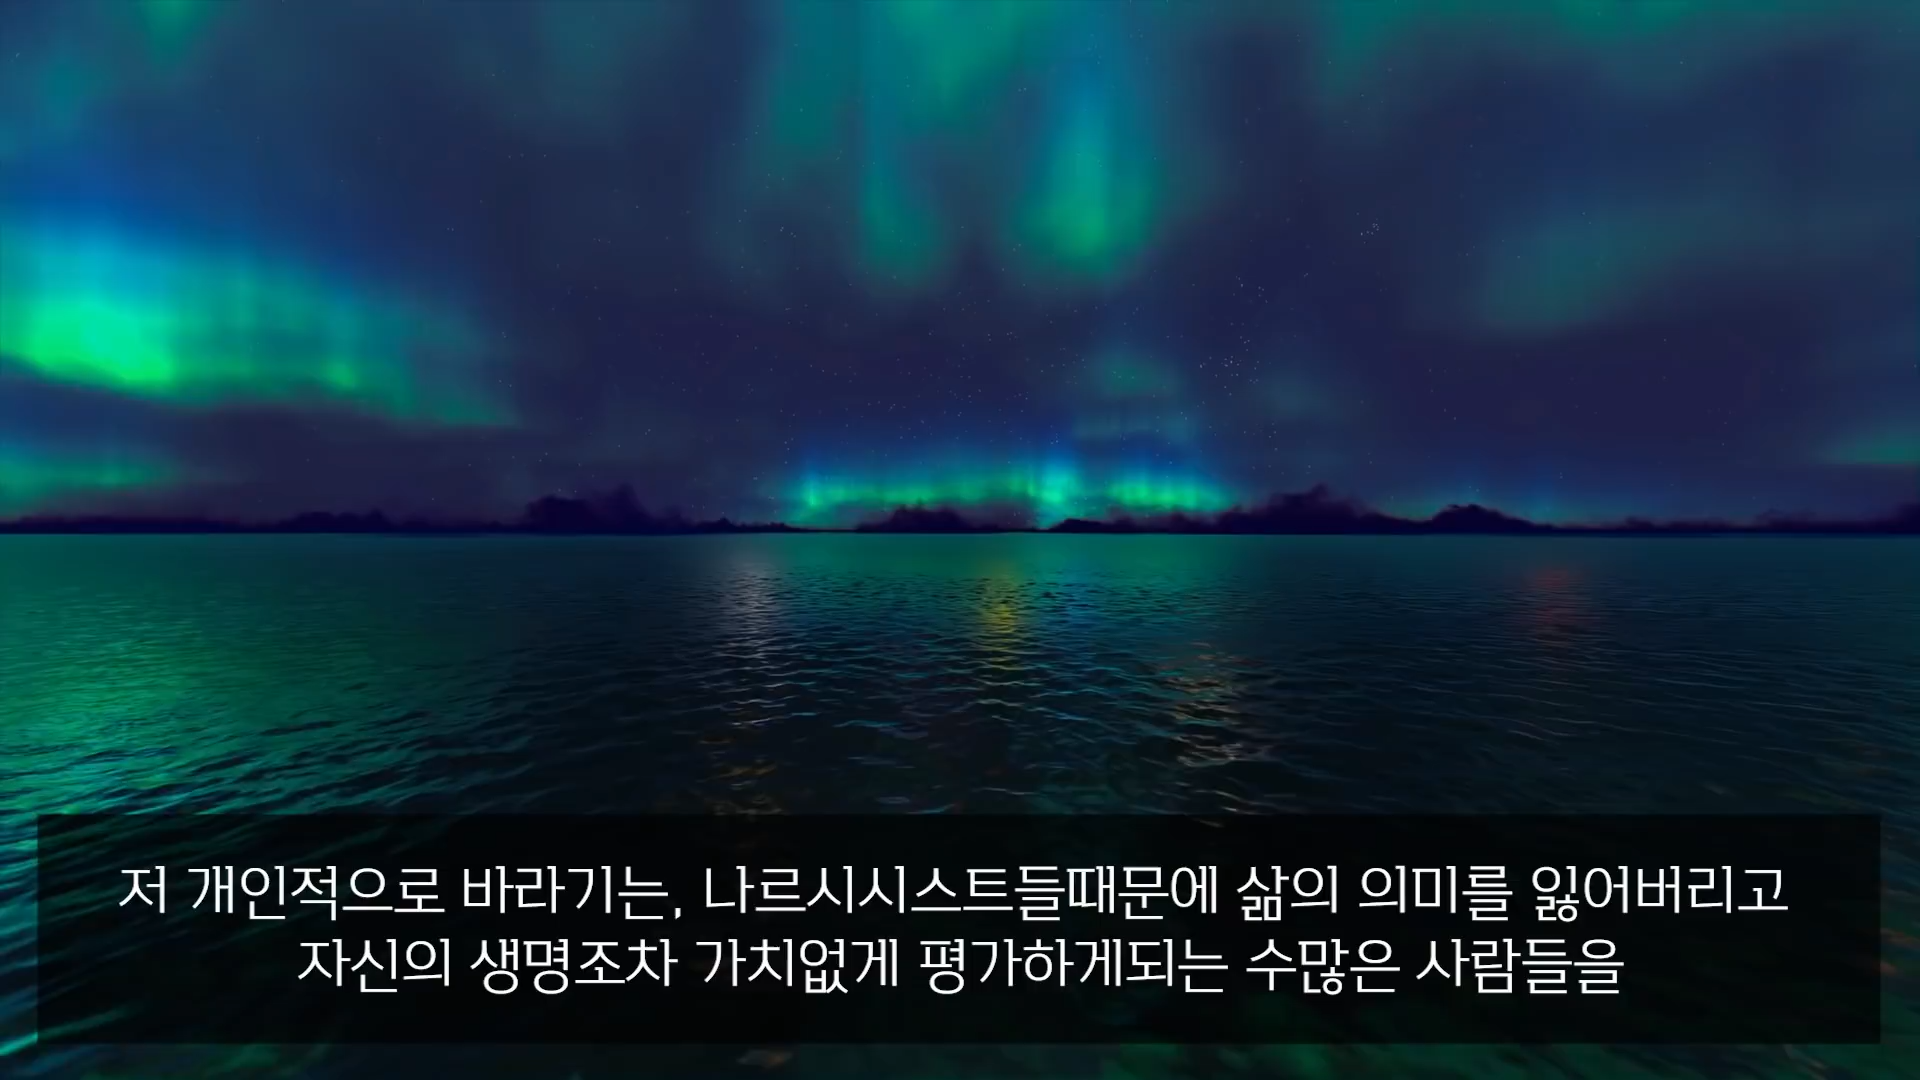 저 개인적으로 바라기는, 나르시시스트들때문에 삶의 의미를 잃어버리고
자신의 생명조차 가치없게 평가하게되는 수많은 사람들을